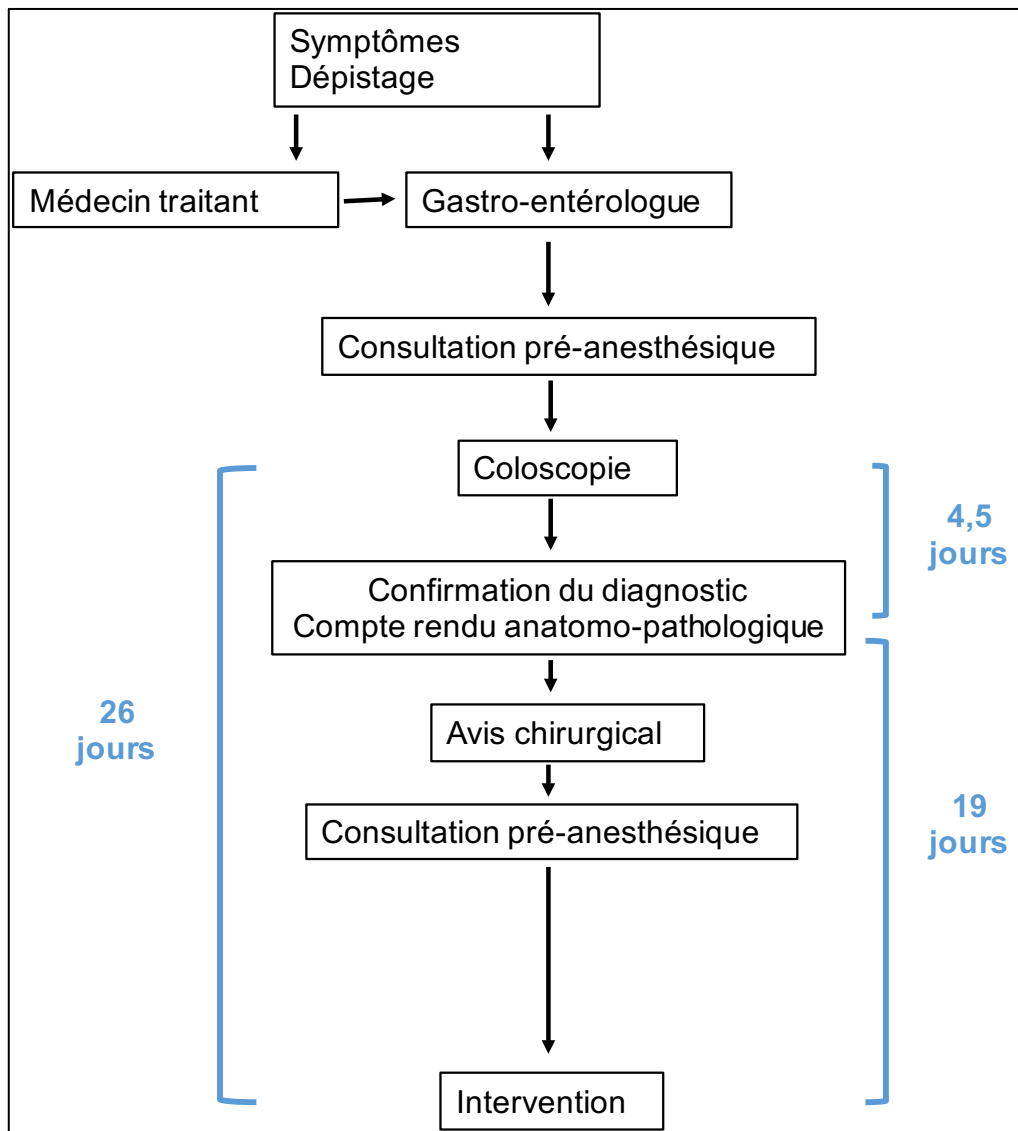 Symptômes
Dépistage
Médecin traitant
Gastro-entérologue
Consultation pré-anesthésique
Coloscopie
4,5
jours
Confirmation du diagnostic
Compte rendu anatomo-pathologique
26
jours
Avis chirurgical
19
jours
Consultation pré-anesthésique
Intervention